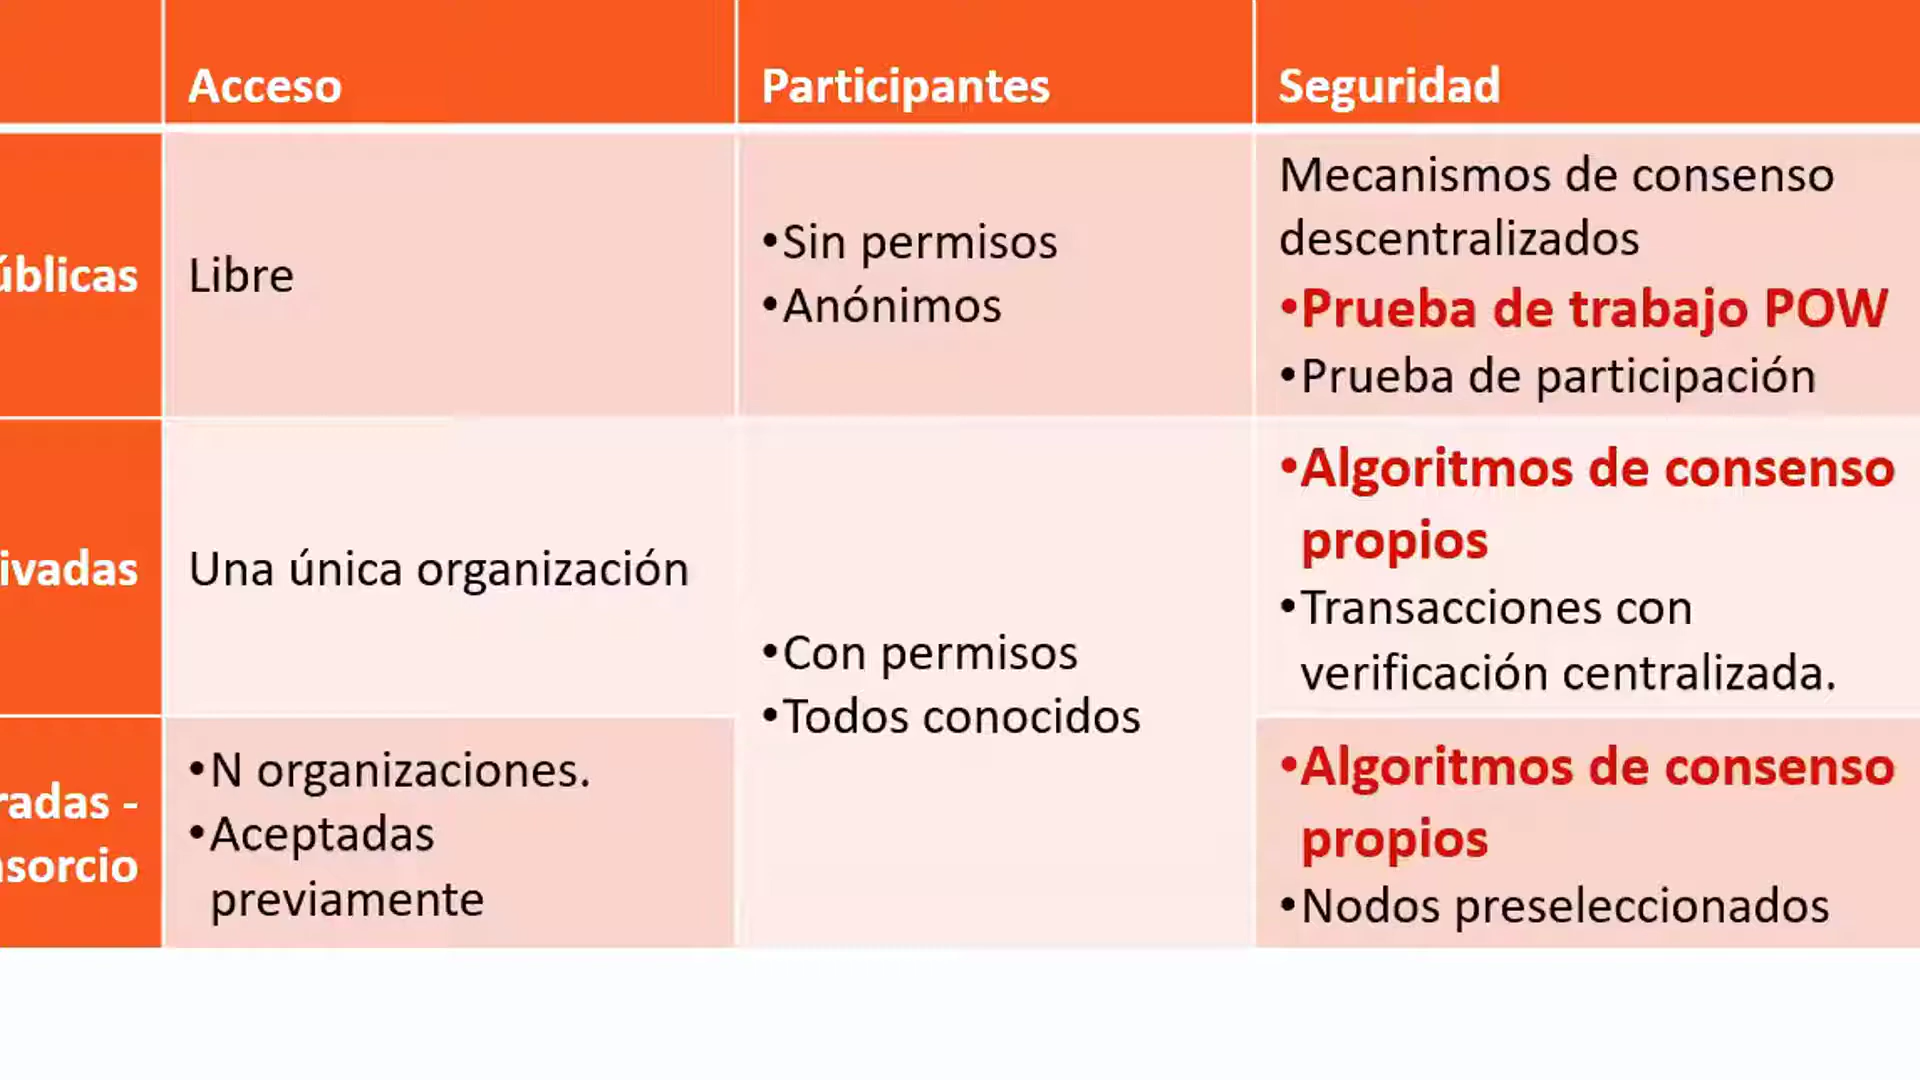 Acceso
Participantes
Seguridad
úblicas
Libre
•Sin permisos
•Anónimos
Mecanismos de consenso
descentralizados
•Prueba de trabajo POW
•Prueba de participación
ivadas
Una única organización
•Con permisos
•Todos conocidos
•Algoritmos de consenso
propios
•Transacciones con
verificación centralizada.
radas -
nsorcio
•N organizaciones.
•Aceptadas
previamente
•Algoritmos de consenso
propios
•Nodos preseleccionados